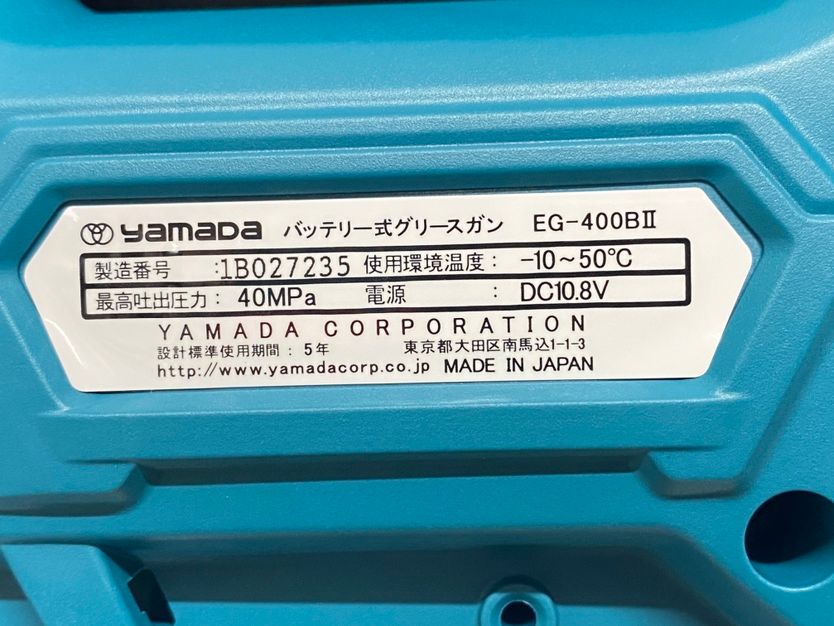 yamada バッテリー式グリースガン EG-400BⅡ
製造番号 :1B027235 使用環境温度: -10～50℃
最高吐出圧力: 40MPa 電源 : DC10.8V
YAMADA CORPORATION
設計標準使用期間: 5年 東京都大田区南馬込1-1-3
http://www.yamadacorp.co.jp MADE IN JAPAN